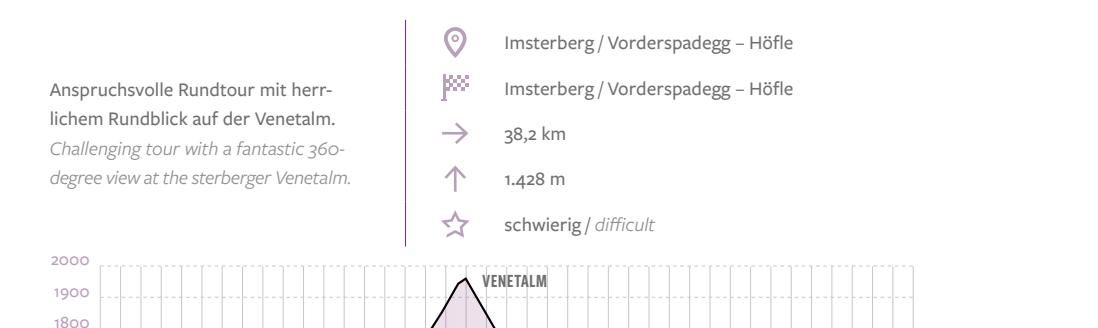 Anspruchsvolle Rundtour mit herr-
lichem Rundblick auf der Venetalm.
Challenging tour with a fantastic 360-
degree view at the sterberger Venetalm.
Imsterberg / Vorderspadegg – Höfle
Imsterberg / Vorderspadegg – Höfle
38,2 km
1.428 m
schwierig / difficult
2000
VENETALM
1900
1800